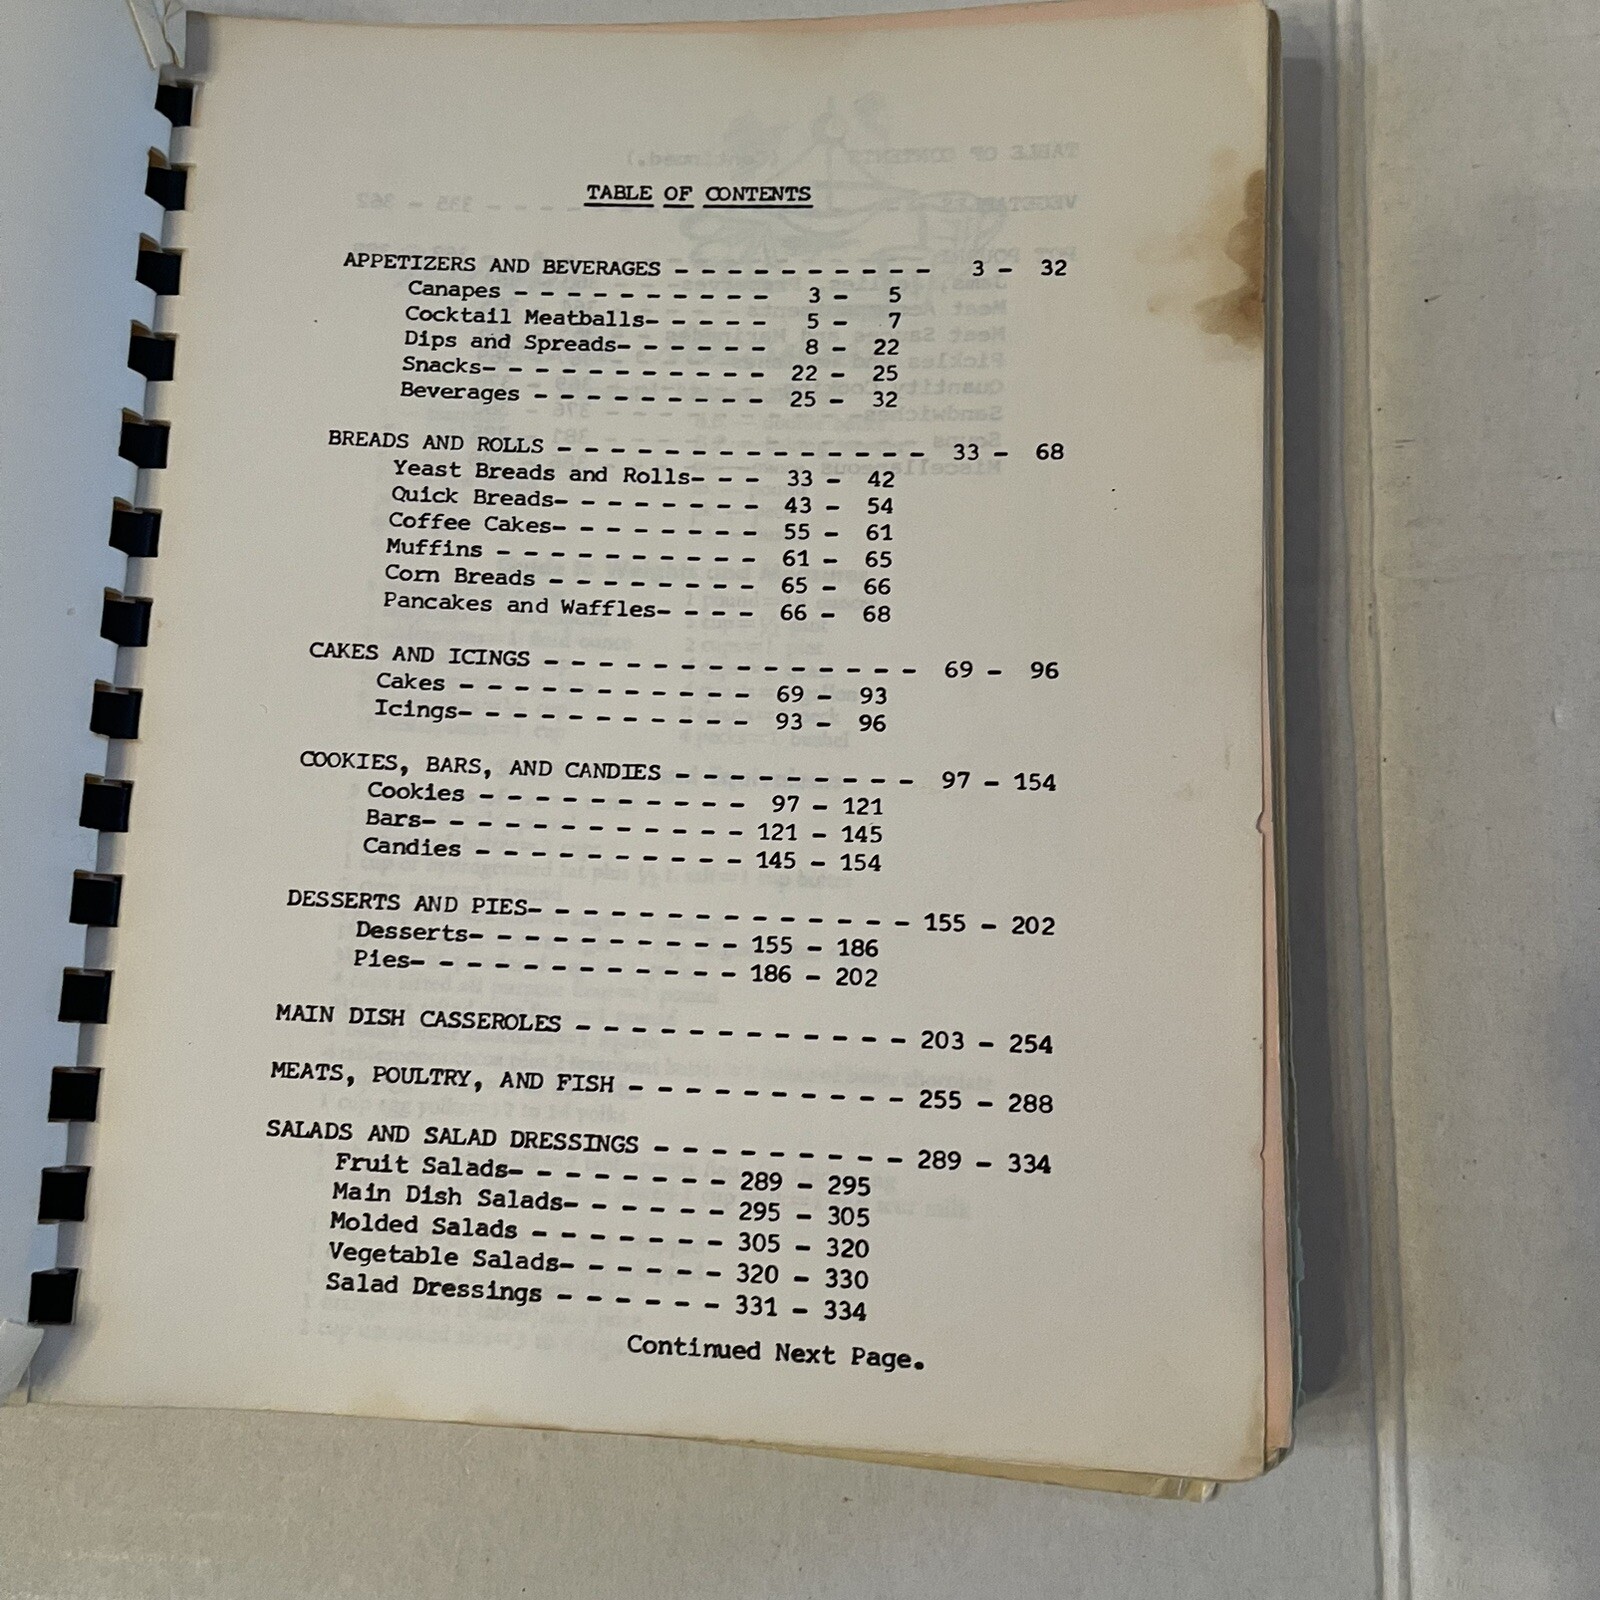 TABLE OF CONTENTS
APPETIZERS AND BEVERAGES - - - - - - - - - - 3 - 32
Canapes - - - - - - - - - - 3 - 5
Cocktail Meatballs- - - - - 5 - 7
Dips and Spreads- - - - - - 8 - 22
Snacks- - - - - - - - - - - 22 - 25
Beverages - - - - - - - - - 25 - 32
BREADS AND ROLLS - - - - - - - - - - - - - - 33 - 68
Yeast Breads and Rolls- - - 33 - 42
Quick Breads- - - - - - - - 43 - 54
Coffee Cakes- - - - - - - - 55 - 61
Muffins - - - - - - - - - - 61 - 65
Corn Breads - - - - - - - - 65 - 66
Pancakes and Waffles- - - - 66 - 68
CAKES AND ICINGS - - - - - - - - - - - - - - 69 - 96
Cakes - - - - - - - - - - - 69 - 93
Icings- - - - - - - - - - - 93 - 96
COOKIES, BARS, AND CANDIES - - - - - - - - - 97 - 154
Cookies - - - - - - - - - - 97 - 121
Bars- - - - - - - - - - - - 121 - 145
Candies - - - - - - - - - - 145 - 154
DESSERTS AND PIES- - - - - - - - - - - - - - 155 - 202
Desserts- - - - - - - - - - 155 - 186
Pies- - - - - - - - - - - - 186 - 202
MAIN DISH CASSEROLES - - - - - - - - - - - - 203 - 254
MEATS, POULTRY, AND FISH - - - - - - - - - - 255 - 288
SALADS AND SALAD DRESSINGS - - - - - - - - - 289 - 334
Fruit Salads- - - - - - - - 289 - 295
Main Dish Salads- - - - - - 295 - 305
Molded Salads - - - - - - - 305 - 320
Vegetable Salads- - - - - - 320 - 330
Salad Dressings - - - - - - 331 - 334
Continued Next Page.